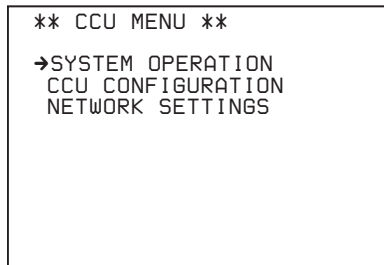 ** CCU MENU **
→SYSTEM OPERATION
CCU CONFIGURATION
NETWORK SETTINGS